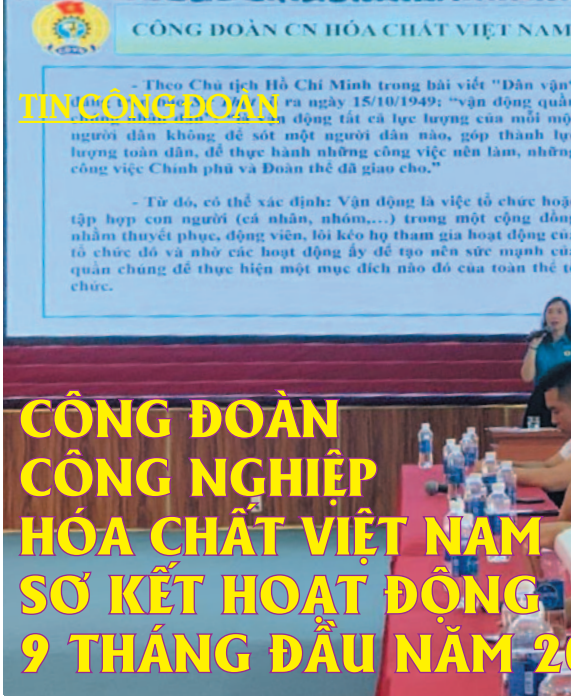 CÔNG ĐOÀN CN HÓA CHẤT VIỆT NAM
- Theo Chủ tịch Hồ Chí Minh trong bài viết "Dân vận"
TIN CÔNG ĐOÀN
ra ngày 15/10/1949: “vận động quần
động tất cả lực lượng của mỗi một
người dân không để sót một người dân nào, góp thành lực
lượng toàn dân, để thực hành những công việc nên làm, những
công việc Chính phủ và Đoàn thể đã giao cho.”
- Từ đó, có thể xác định: Vận động là việc tổ chức hoặc
tập hợp con người (cá nhân, nhóm,...) trong một cộng đồng
nhằm thuyết phục, động viên, lôi kéo họ tham gia hoạt động củ
tổ chức đó và nhờ các hoạt động ấy để tạo nên sức mạnh củ
quần chúng để thực hiện một mục đích nào đó của toàn thể t
chức.
CÔNG ĐOÀN
CÔNG NGHIỆP
HÓA CHẤT VIỆT NAM
SƠ KẾT HOẠT ĐỘNG
9 THÁNG ĐẦU NĂM 20